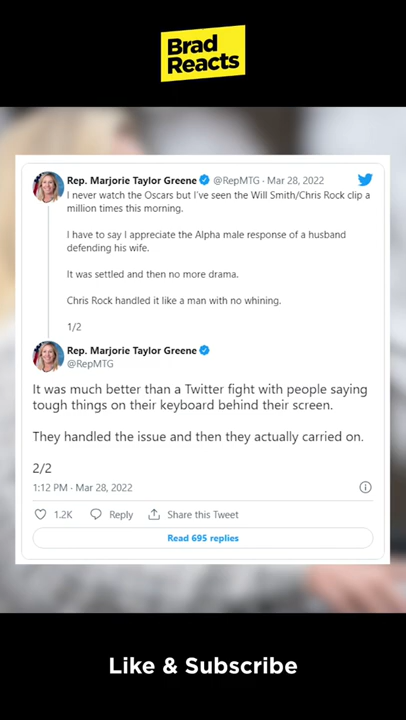 Brad
Reacts
Rep. Marjorie Taylor Greene @RepMTG · Mar 28, 2022
I never watch the Oscars but I've seen the Will Smith/Chris Rock clip a
million times this morning.
I have to say I appreciate the Alpha male response of a husband
defending his wife.
It was settled and then no more drama.
Chris Rock handled it like a man with no whining.
1/2
Rep. Marjorie Taylor Greene
@RepMTG
It was much better than a Twitter fight with people saying
tough things on their keyboard behind their screen.
They handled the issue and then they actually carried on.
2/2
1:12 PM · Mar 28, 2022
1.2K Reply Share this Tweet
Read 695 replies
Like & Subscribe